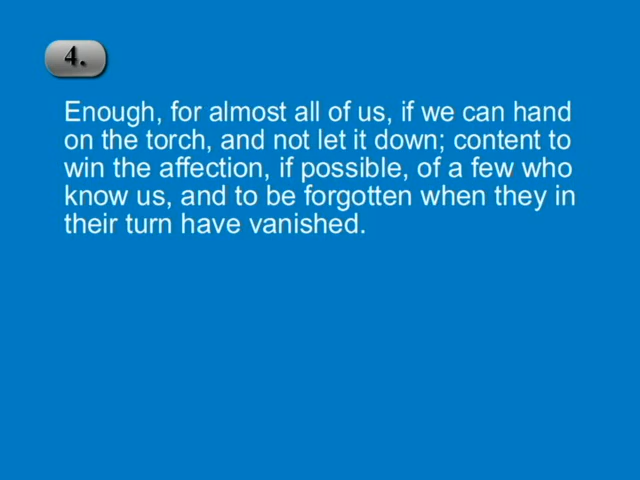 4.
Enough, for almost all of us, if we can hand
on the torch, and not let it down; content to
win the affection, if possible, of a few who
know us, and to be forgotten when they in
their turn have vanished.